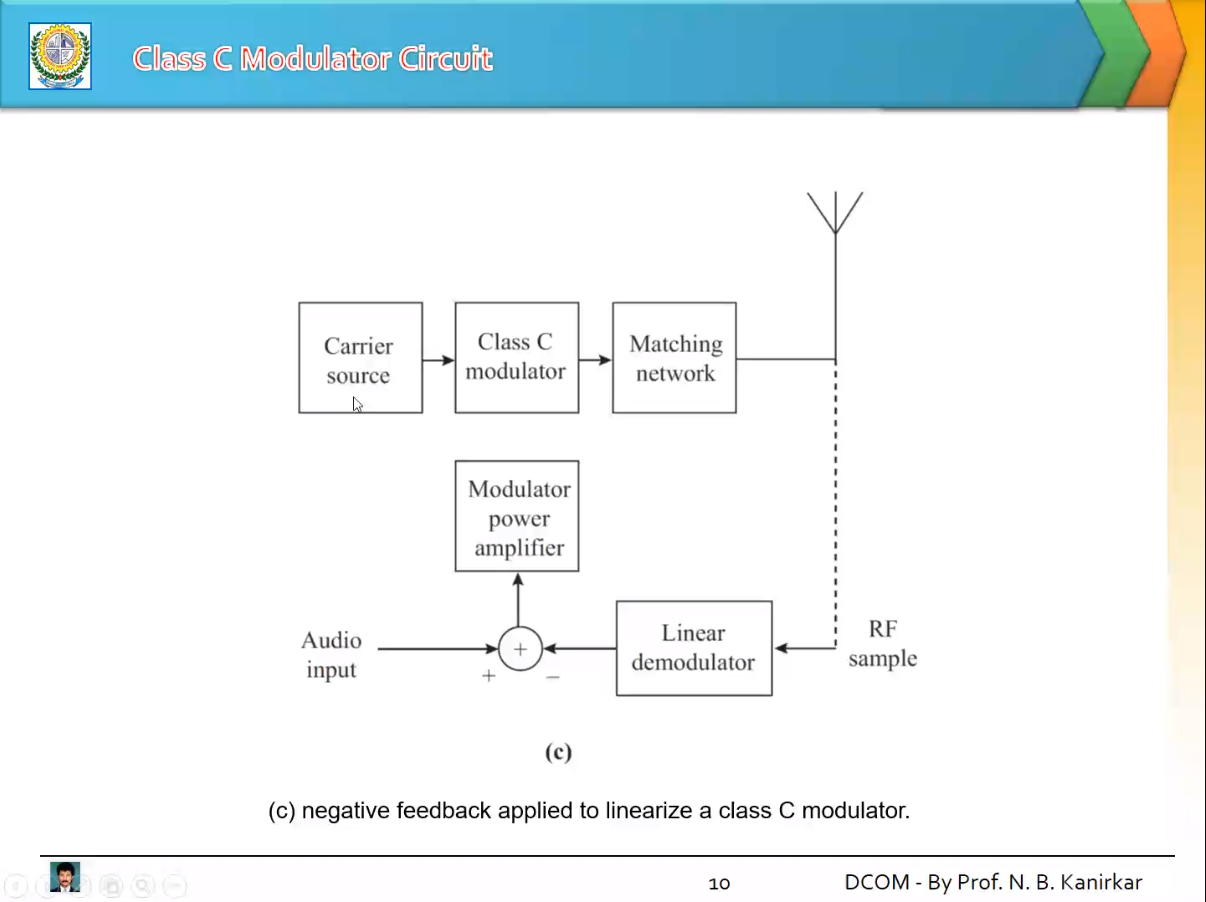 Class C Modulator Circuit
Carrier
source
Class C
modulator
Matching
network
Modulator
power
amplifier
Audio
input
+
+
−
Linear
demodulator
RF
sample
(c)
(c) negative feedback applied to linearize a class C modulator.
10
DCOM - By Prof. N. B. Kanirkar